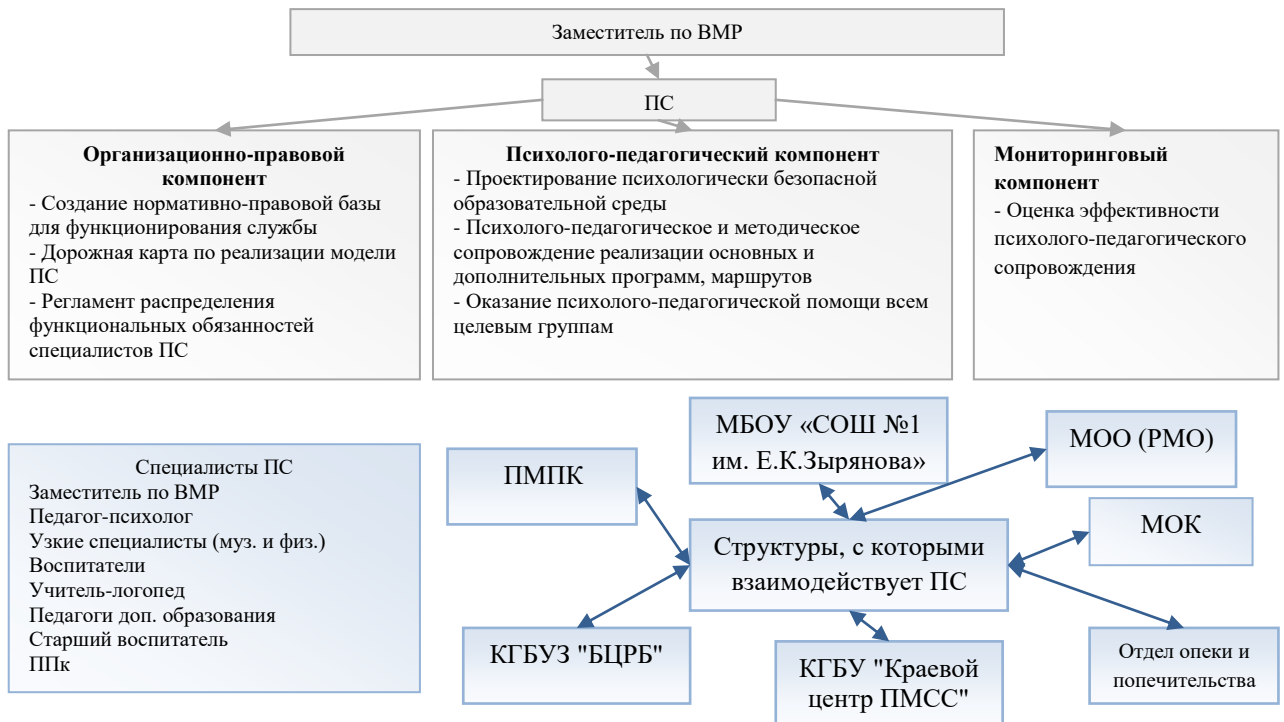 Заместитель по ВМР
ПС
Организационно-правовой
компонент
- Создание нормативно-правовой базы
для функционирования службы
- Дорожная карта по реализации модели
ПС
- Регламент распределения
функциональных обязанностей
специалистов ПС
Психолого-педагогический компонент
- Проектирование психологически безопасной
образовательной среды
- Психолого-педагогическое и методическое
сопровождение реализации основных и
дополнительных программ, маршрутов
- Оказание психолого-педагогической помощи всем
целевым группам
Мониторинговый
компонент
- Оценка эффективности
психолого-педагогического
сопровождения
Специалисты ПС
Заместитель по ВМР
Педагог-психолог
Узкие специалисты (муз. и физ.)
Воспитатели
Учитель-логопед
Педагоги доп. образования
Старший воспитатель
ППк
ПМПК
МБОУ «СОШ №1
им. Е.К.Зырянова»
МОО (РМО)
МОК
Структуры, с которыми
взаимодействует ПС
КГБУЗ "БЦРБ"
КГБУ "Краевой
центр ПМСС"
Отдел опеки и
попечительства